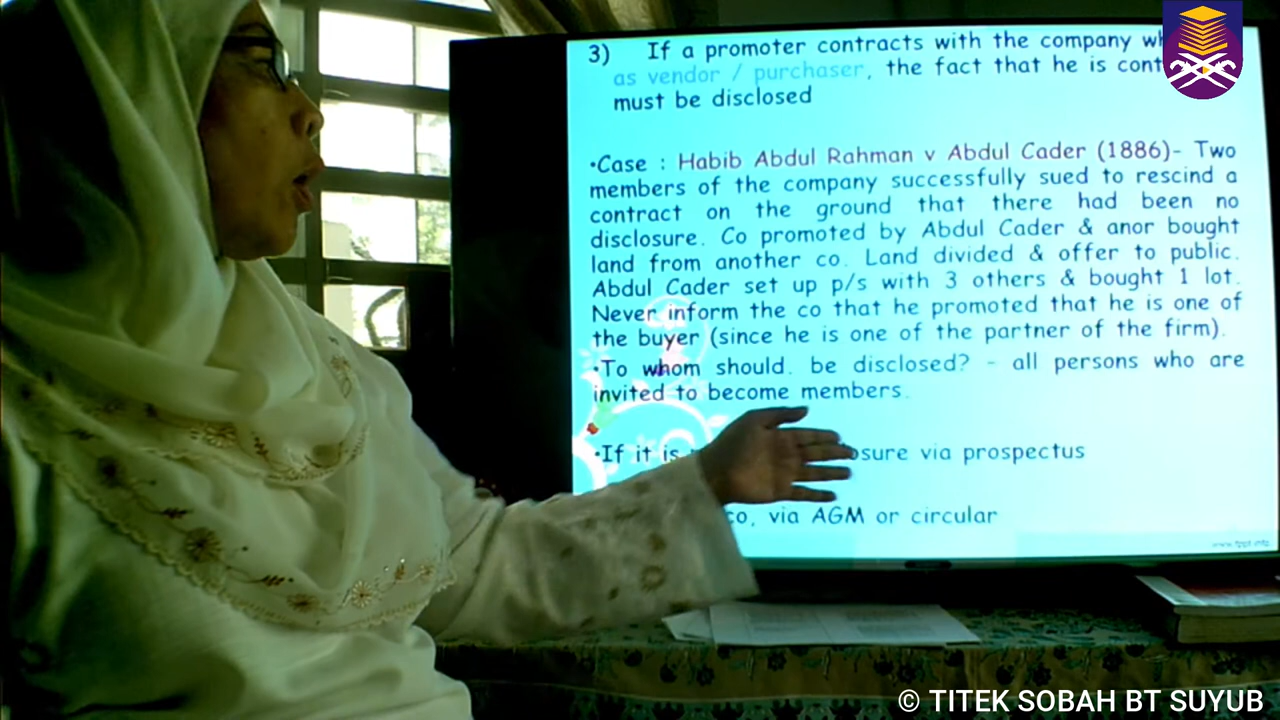 3) If a promoter contracts with the company
as vendor / purchaser, the fact that he is
must be disclosed
•Case : Habib Abdul Rahman v Abdul Cader (1886)- Two
members of the company successfully sued to rescind a
contract on the ground that there had been no
disclosure. Co promoted by Abdul Cader & anor bought
land from another co. Land divided & offer to public.
Abdul Cader set up p/s with 3 others & bought 1 lot.
Never inform the co that he promoted that he is one of
the buyer (since he is one of the partner of the firm).
•To whom should. be disclosed? - all persons who are
invited to become members.
•If it is via prospectus
co, via AGM or circular
© TITEK SOBAH BT SUYUB